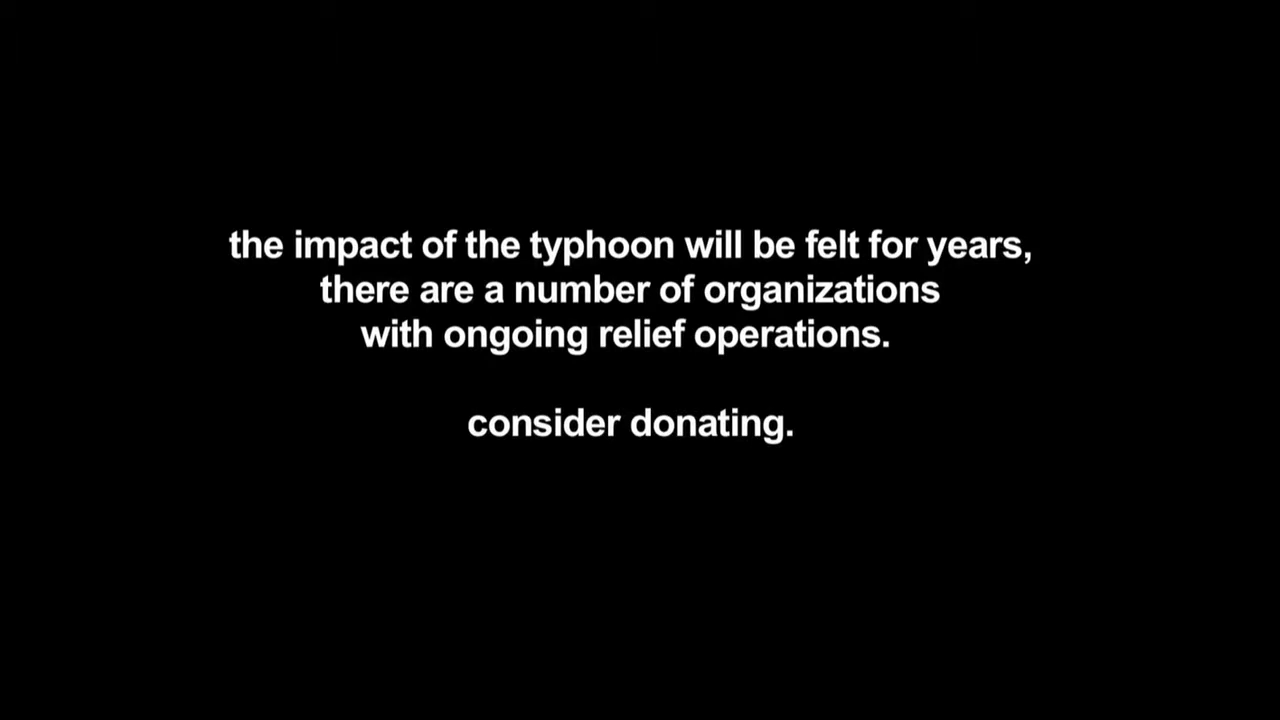 the impact of the typhoon will be felt for years,
there are a number of organizations
with ongoing relief operations.
consider donating.